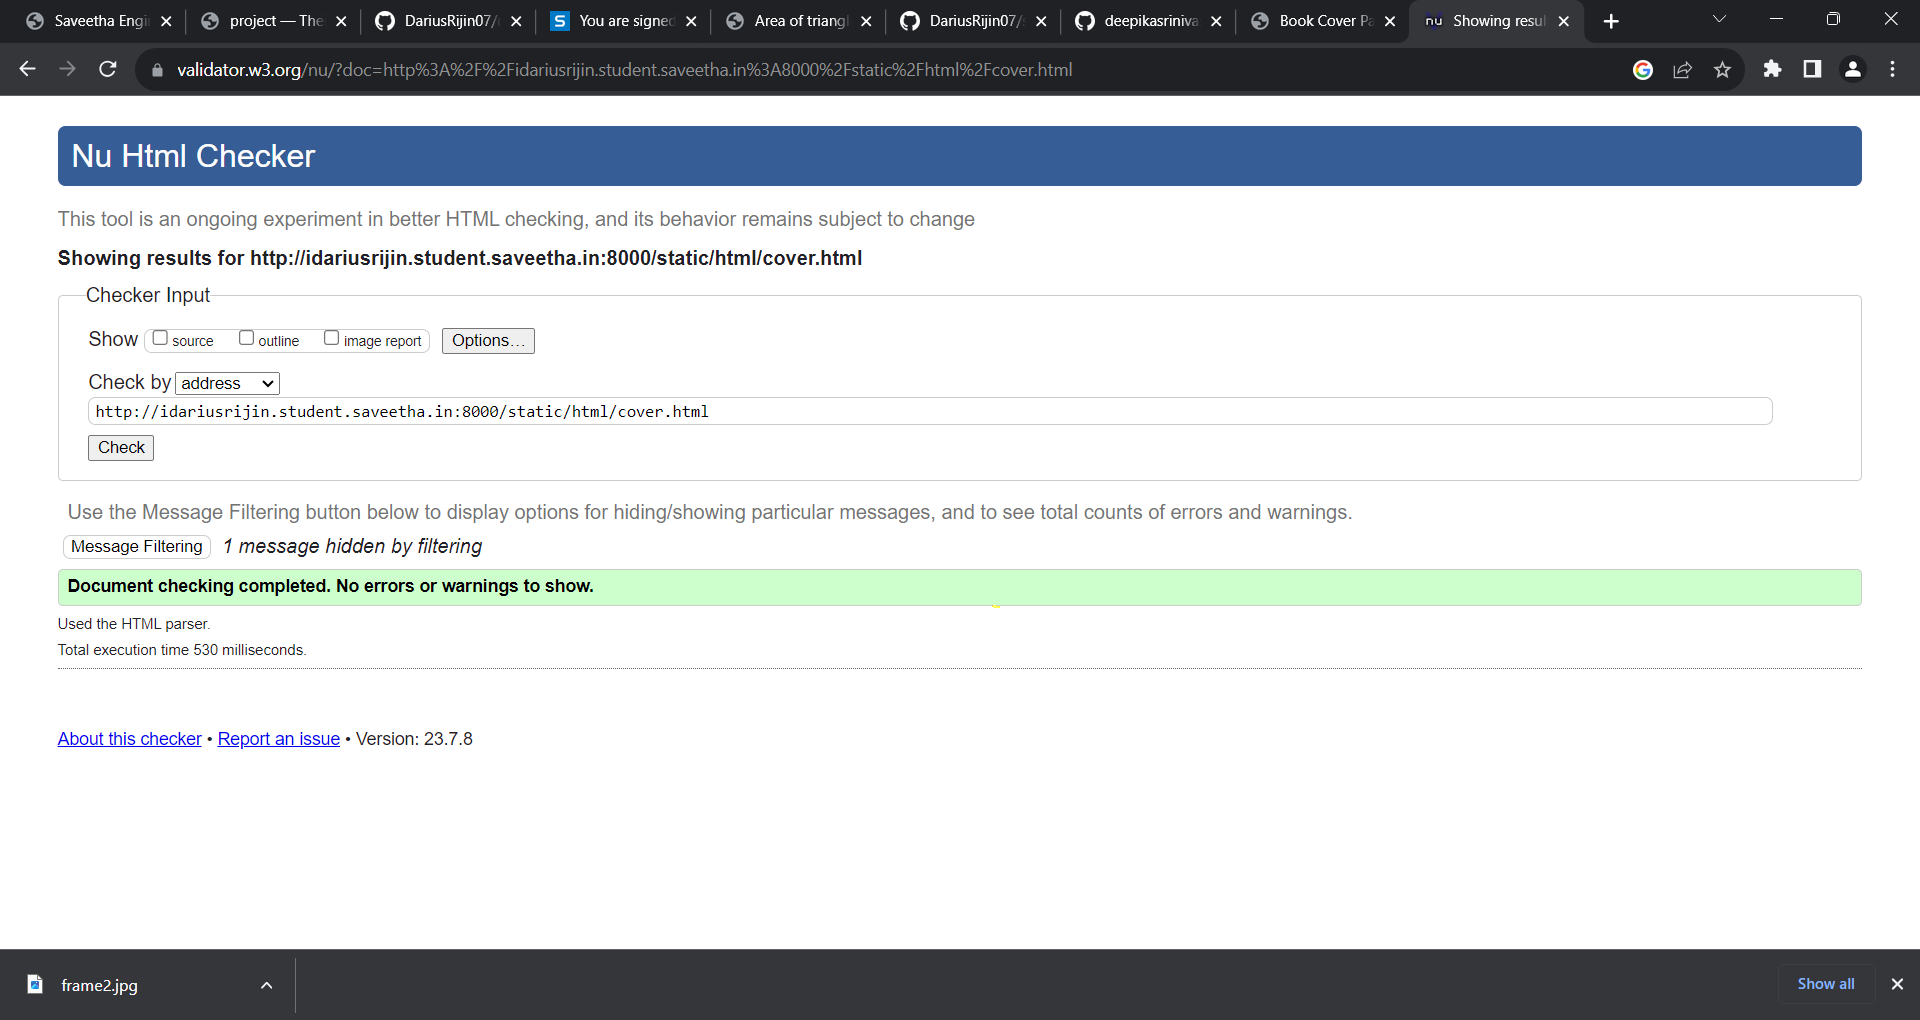 Saveetha Engi
project — The
DariusRijin07/
You are signed
Area of triangl
DariusRijin07/
deepikasriniva
Book Cover Pa
nu Showing resul
validator.w3.org/nu/?doc=http%3A%2F%2Fidariusrijin.student.saveetha.in%3A8000%2Fstatic%2Fhtml%2Fcover.html
Nu Html Checker
This tool is an ongoing experiment in better HTML checking, and its behavior remains subject to change
Showing results for http://idariusrijin.student.saveetha.in:8000/static/html/cover.html
Checker Input
Show source outline image report Options...
Check by address
http://idariusrijin.student.saveetha.in:8000/static/html/cover.html
Check
Use the Message Filtering button below to display options for hiding/showing particular messages, and to see total counts of errors and warnings.
Message Filtering 1 message hidden by filtering
Document checking completed. No errors or warnings to show.
Used the HTML parser.
Total execution time 530 milliseconds.
About this checker • Report an issue • Version: 23.7.8
frame2.jpg
Show all